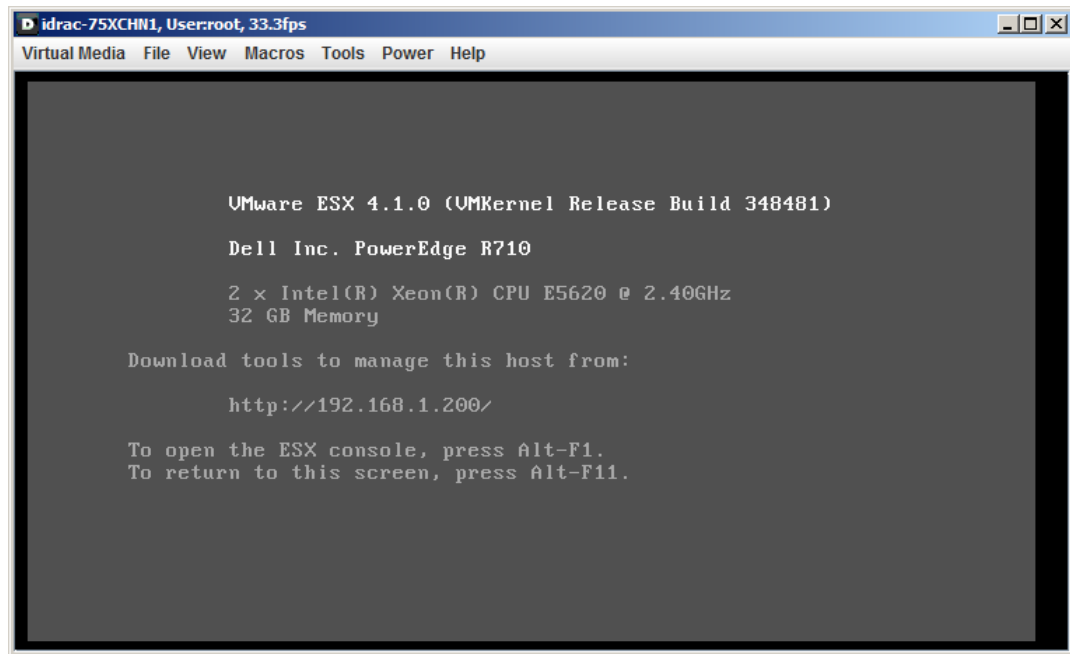 idrac-75XCHN1, User:root, 33.3fps
Virtual Media File View Macros Tools Power Help
VMware ESX 4.1.0 (VMKernel Release Build 348481)
Dell Inc. PowerEdge R710
2 x Intel(R) Xeon(R) CPU E5620 @ 2.40GHz
32 GB Memory
Download tools to manage this host from:
http://192.168.1.200/
To open the ESX console, press Alt-F1.
To return to this screen, press Alt-F11.